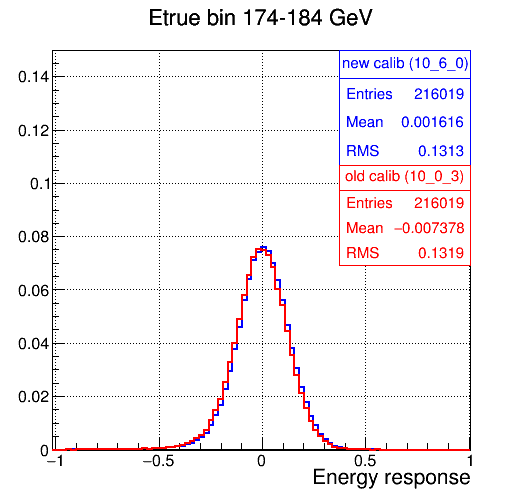 Etrue bin 174-184 GeV
new calib (10_6_0)
Entries 216019
Mean 0.001616
RMS 0.1313
old calib (10_0_3)
Entries 216019
Mean −0.007378
RMS 0.1319
0.14
0.12
0.1
0.08
0.06
0.04
0.02
0
−1 −0.5 0 0.5 1
Energy response